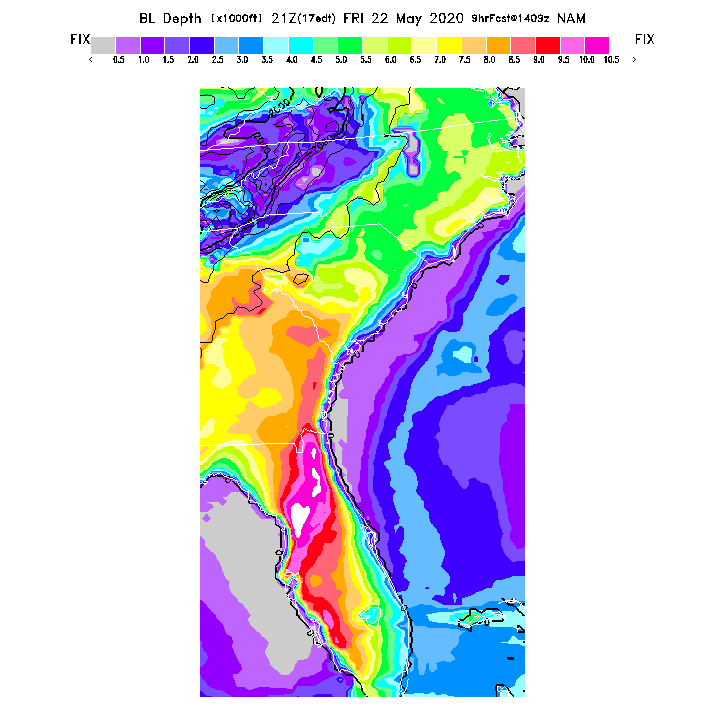 BL Depth [x1000ft] 21Z(17edt) FRI 22 May 2020 9hrFcst@1409z NAM
FIX FIX
< 0.5 1.0 1.5 2.0 2.5 3.0 3.5 4.0 4.5 5.0 5.5 6.0 6.5 7.0 7.5 8.0 8.5 9.0 9.5 10.0 10.5 >
2000